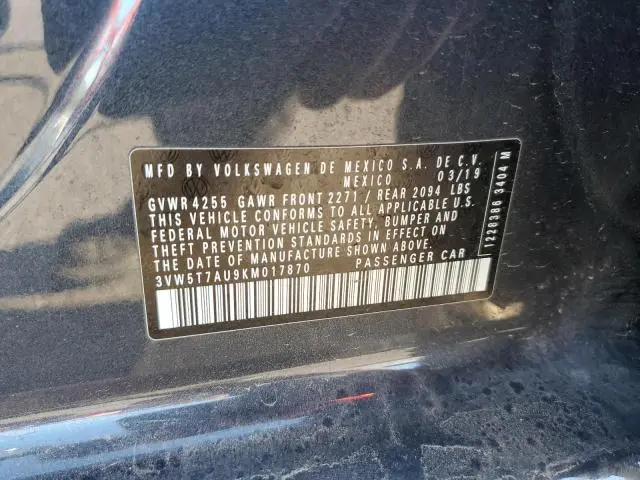 MFD BY VOLKSWAGEN DE MEXICO S.A. DE C.V.
MEXICO 03/19
GVWR 4255 GAWR FRONT 2271 / REAR 2094 LBS
THIS VEHICLE CONFORMS TO ALL APPLICABLE U.S.
FEDERAL MOTOR VEHICLE SAFETY, BUMPER AND
THEFT PREVENTION STANDARDS IN EFFECT ON
THE DATE OF MANUFACTURE SHOWN ABOVE.
3VW5T7AU9KM017870 PASSENGER CAR
1228386 3404 M